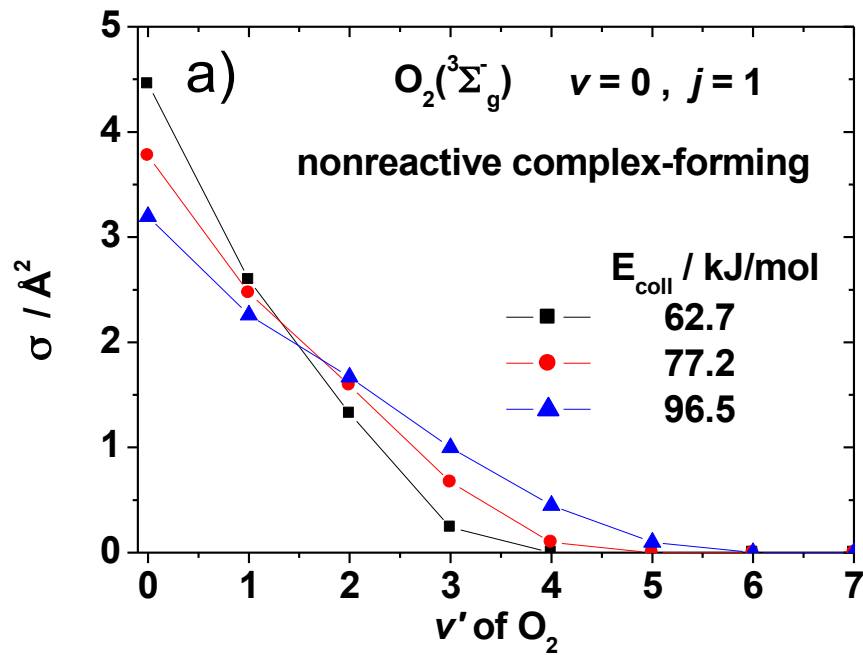 a)
O₂(³Σ⁻g) v = 0 , j = 1
nonreactive complex-forming
E_coll / kJ/mol
62.7
77.2
96.5
σ / Å²
5
4
3
2
1
0
0 1 2 3 4 5 6 7
v' of O₂